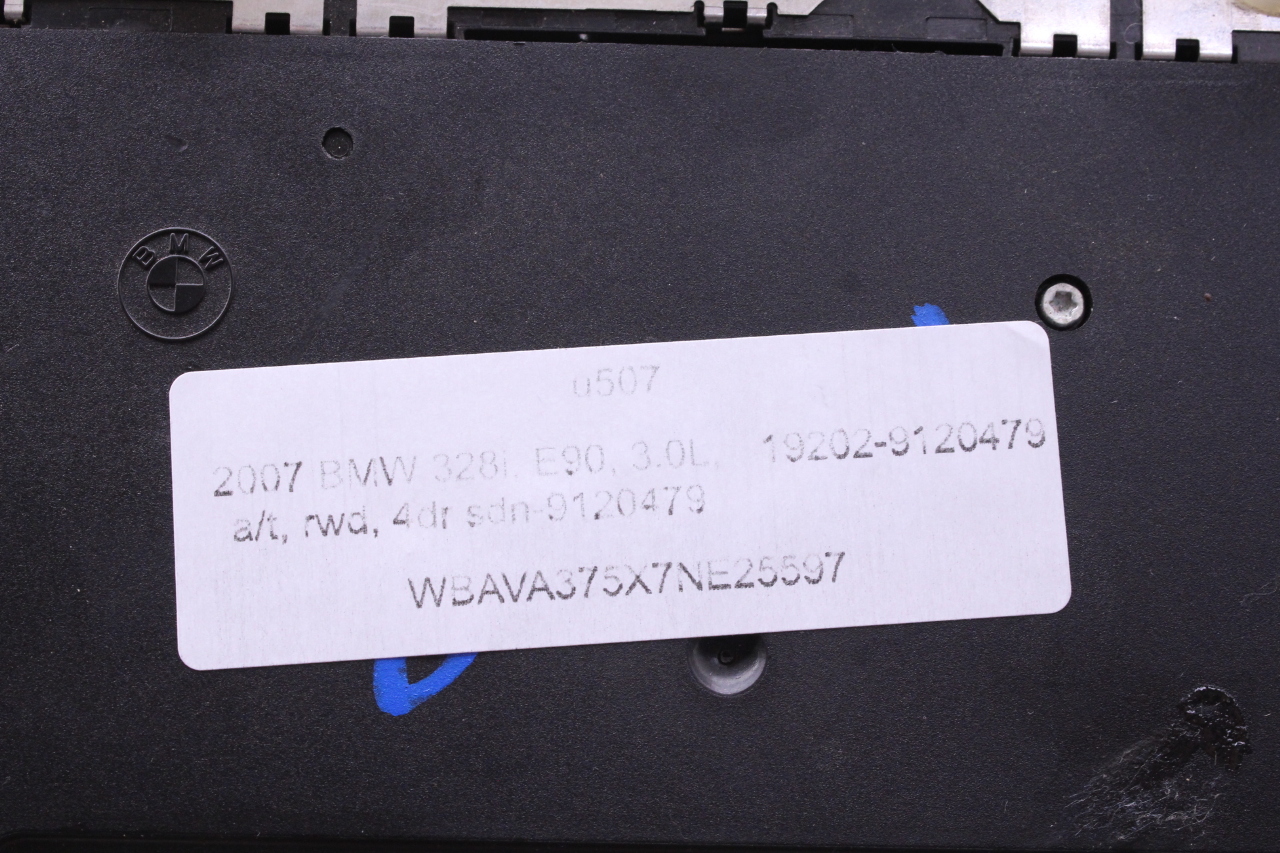 BMW
u507
2007 BMW 328i, E90, 3.0L, 19202-9120479
a/t, rwd, 4dr sdn-9120479
WBAVA375X7NE25597